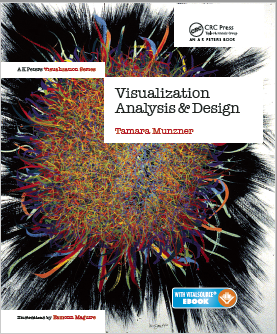 CRC Press
Taylor & Francis Group
AN A K PETERS BOOK
A K Peters Visualization Series
Visualization
Analysis & Design
Tamara Munzner
WITH VITALSOURCE®
EBOOK
Illustrations by Eamonn Maguire